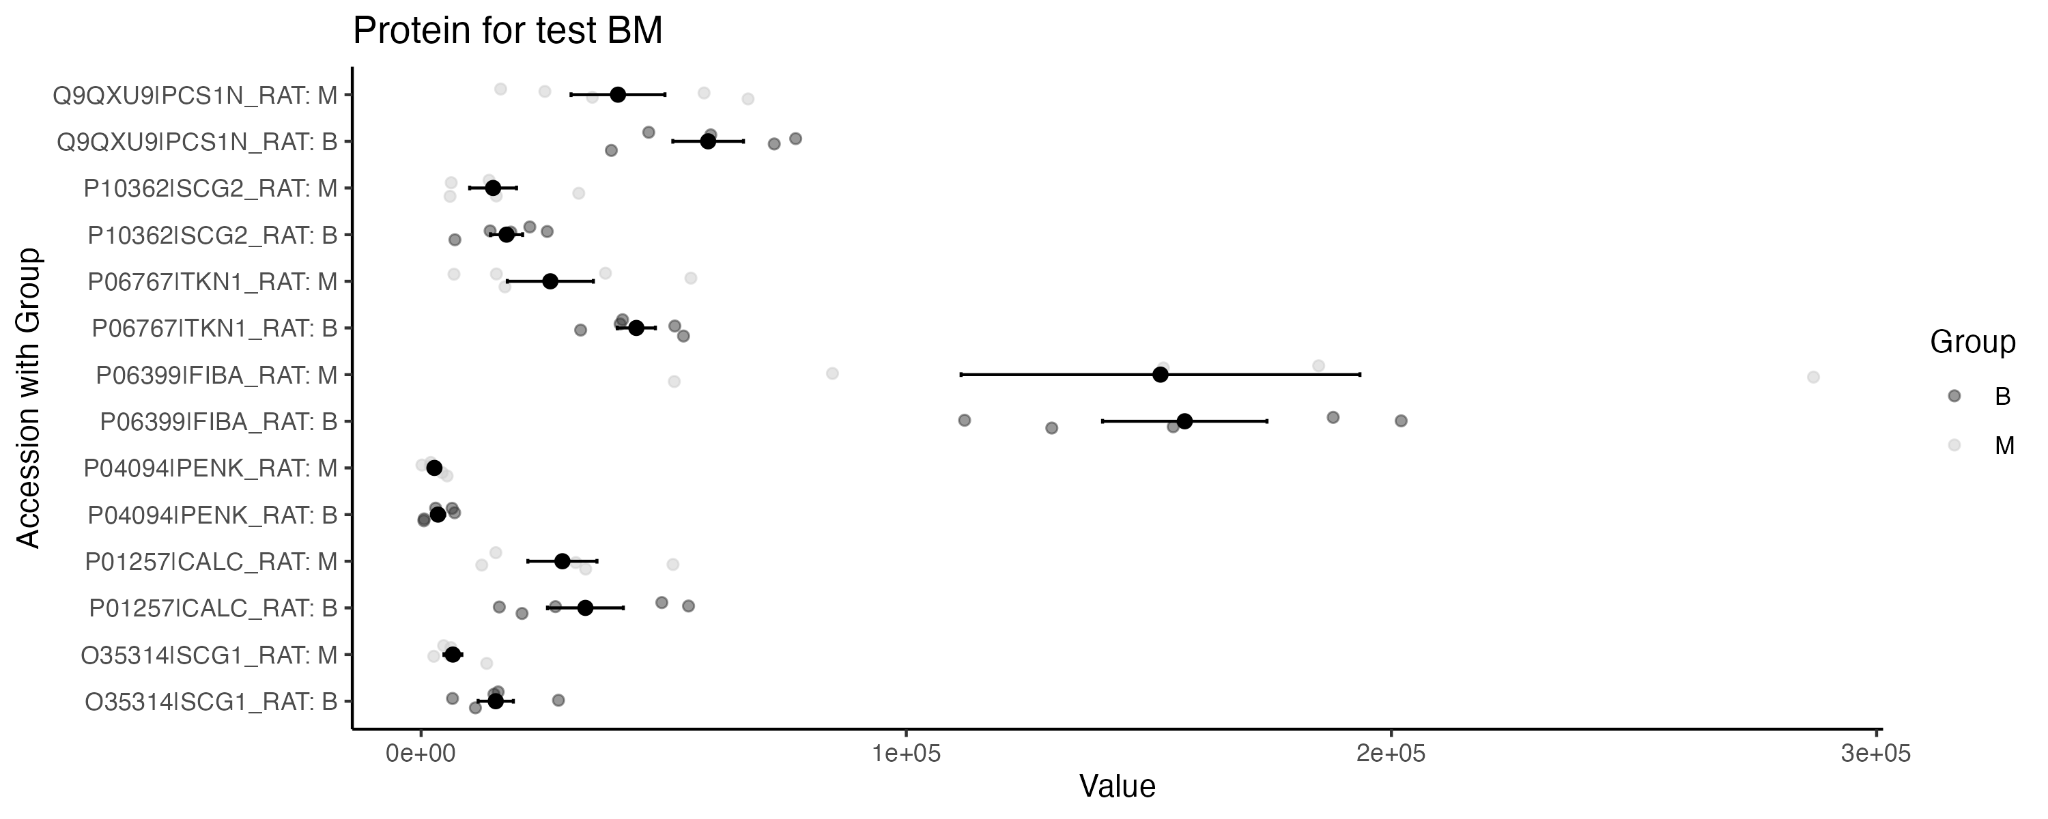 Protein for test BM
Q9QXU9|PCS1N_RAT: M
Q9QXU9|PCS1N_RAT: B
P10362|SCG2_RAT: M
P10362|SCG2_RAT: B
P06767|TKN1_RAT: M
P06767|TKN1_RAT: B
P06399|FIBA_RAT: M
P06399|FIBA_RAT: B
P04094|PENK_RAT: M
P04094|PENK_RAT: B
P01257|CALC_RAT: M
P01257|CALC_RAT: B
O35314|SCG1_RAT: M
O35314|SCG1_RAT: B
Accession with Group
0e+00 1e+05 2e+05 3e+05
Value
Group
B
M